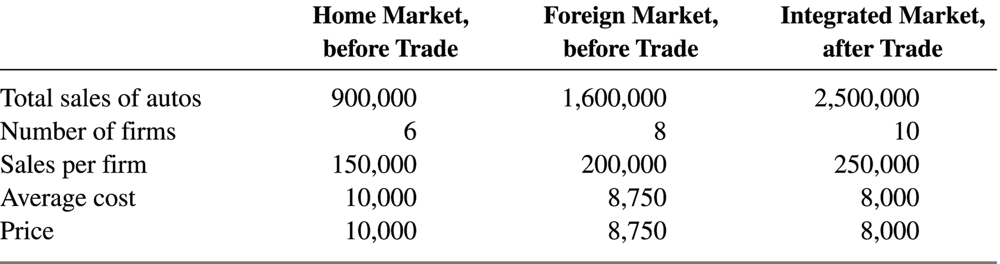 Home Market, Foreign Market, Integrated Market,
before Trade before Trade after Trade
Total sales of autos 900,000 1,600,000 2,500,000
Number of firms 6 8 10
Sales per firm 150,000 200,000 250,000
Average cost 10,000 8,750 8,000
Price 10,000 8,750 8,000